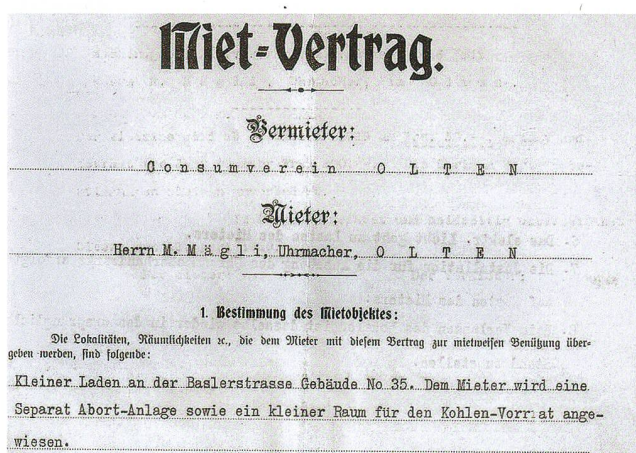 Miet-Vertrag.
Vermieter:
Consumverein OLTEN
Mieter:
Herrn M. Mägli, Uhrmacher, OLTEN
1. Bestimmung des Mietobjektes:
Die Lokalitäten, Räumlichkeiten ꝛc., die dem Mieter mit diesem Vertrag zur mietweisen Benützung über-
geben werden, sind folgende:
Kleiner Laden an der Baslerstrasse Gebäude No 35. Dem Mieter wird eine
Separat Abort-Anlage sowie ein kleiner Raum für den Kohlen-Vorrat ange-
wiesen.